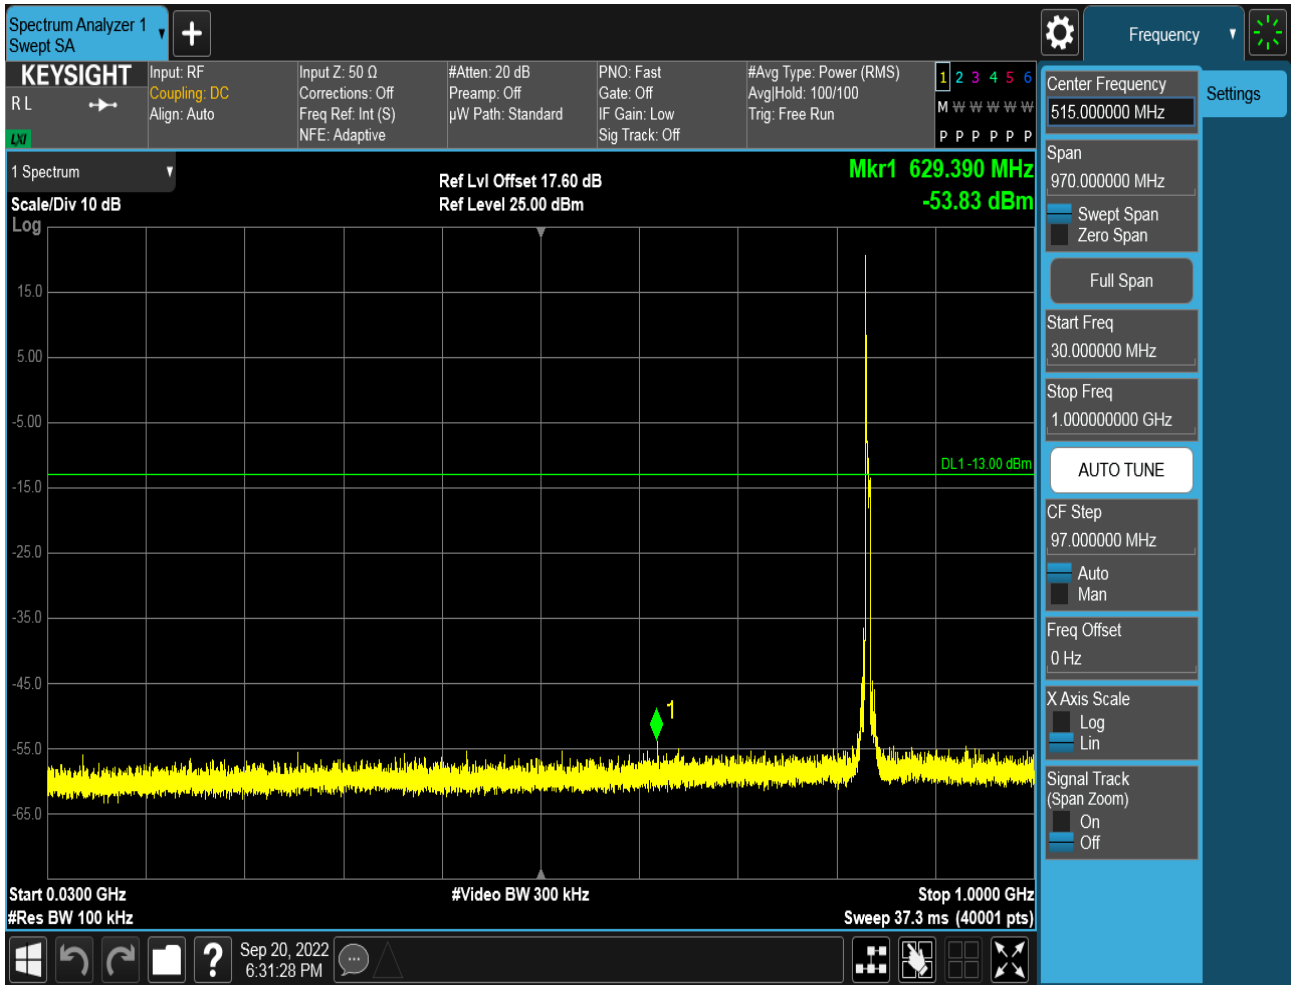 Spectrum Analyzer 1
Swept SA
Frequency
KEYSIGHT
R L
LXI
Input: RF
Coupling: DC
Align: Auto
Input Z: 50 Ω
Corrections: Off
Freq Ref: Int (S)
NFE: Adaptive
#Atten: 20 dB
Preamp: Off
µW Path: Standard
PNO: Fast
Gate: Off
IF Gain: Low
Sig Track: Off
#Avg Type: Power (RMS)
Avg|Hold: 100/100
Trig: Free Run
1 2 3 4 5 6
M W W W W W
P P P P P P
1 Spectrum
Scale/Div 10 dB
Log
Ref Lvl Offset 17.60 dB
Ref Level 25.00 dBm
Mkr1 629.390 MHz
-53.83 dBm
15.0
5.00
-5.00
DL1 -13.00 dBm
-15.0
-25.0
-35.0
-45.0
1
-55.0
-65.0
Start 0.0300 GHz
#Video BW 300 kHz
Stop 1.0000 GHz
#Res BW 100 kHz
Sweep 37.3 ms (40001 pts)
Center Frequency
515.000000 MHz
Settings
Span
970.000000 MHz
Swept Span
Zero Span
Full Span
Start Freq
30.000000 MHz
Stop Freq
1.000000000 GHz
AUTO TUNE
CF Step
97.000000 MHz
Auto
Man
Freq Offset
0 Hz
X Axis Scale
Log
Lin
Signal Track
(Span Zoom)
On
Off
?
Sep 20, 2022
6:31:28 PM